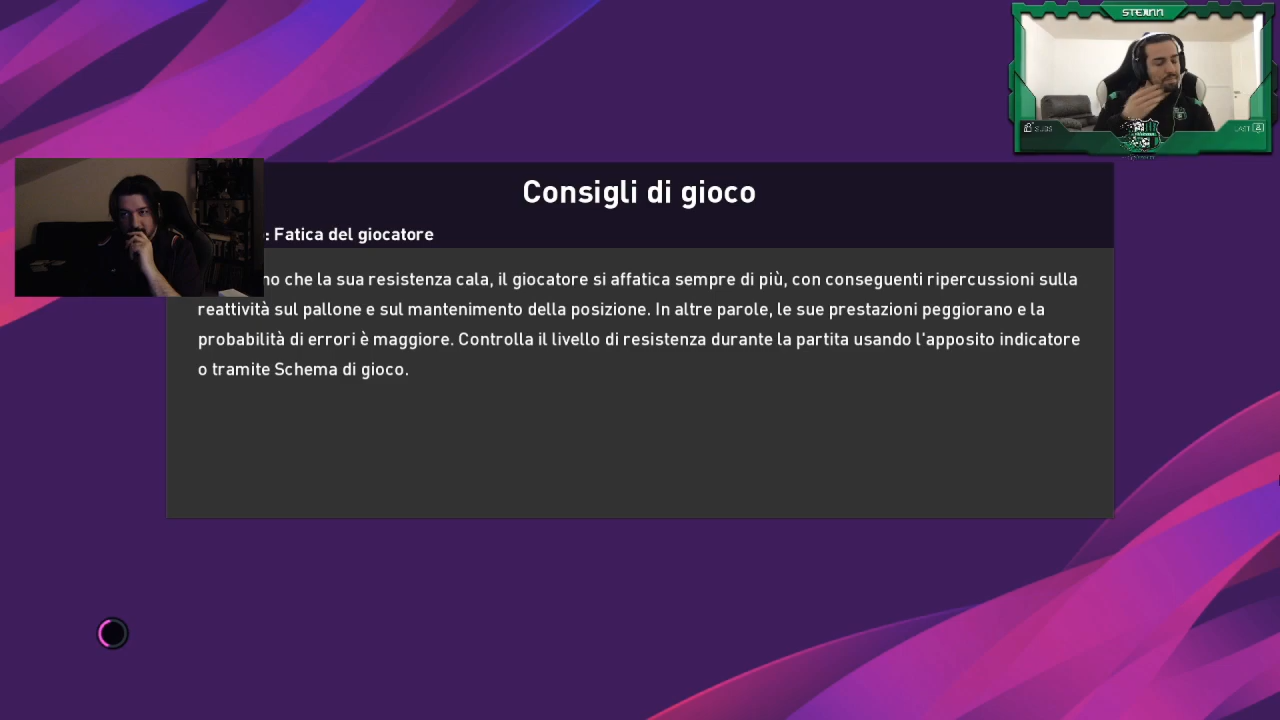 STEJNN
Consigli di gioco
: Fatica del giocatore
no che la sua resistenza cala, il giocatore si affatica sempre di più, con conseguenti ripercussioni sulla
reattività sul pallone e sul mantenimento della posizione. In altre parole, le sue prestazioni peggiorano e la
probabilità di errori è maggiore. Controlla il livello di resistenza durante la partita usando l'apposito indicatore
o tramite Schema di gioco.
SUBS
LAST